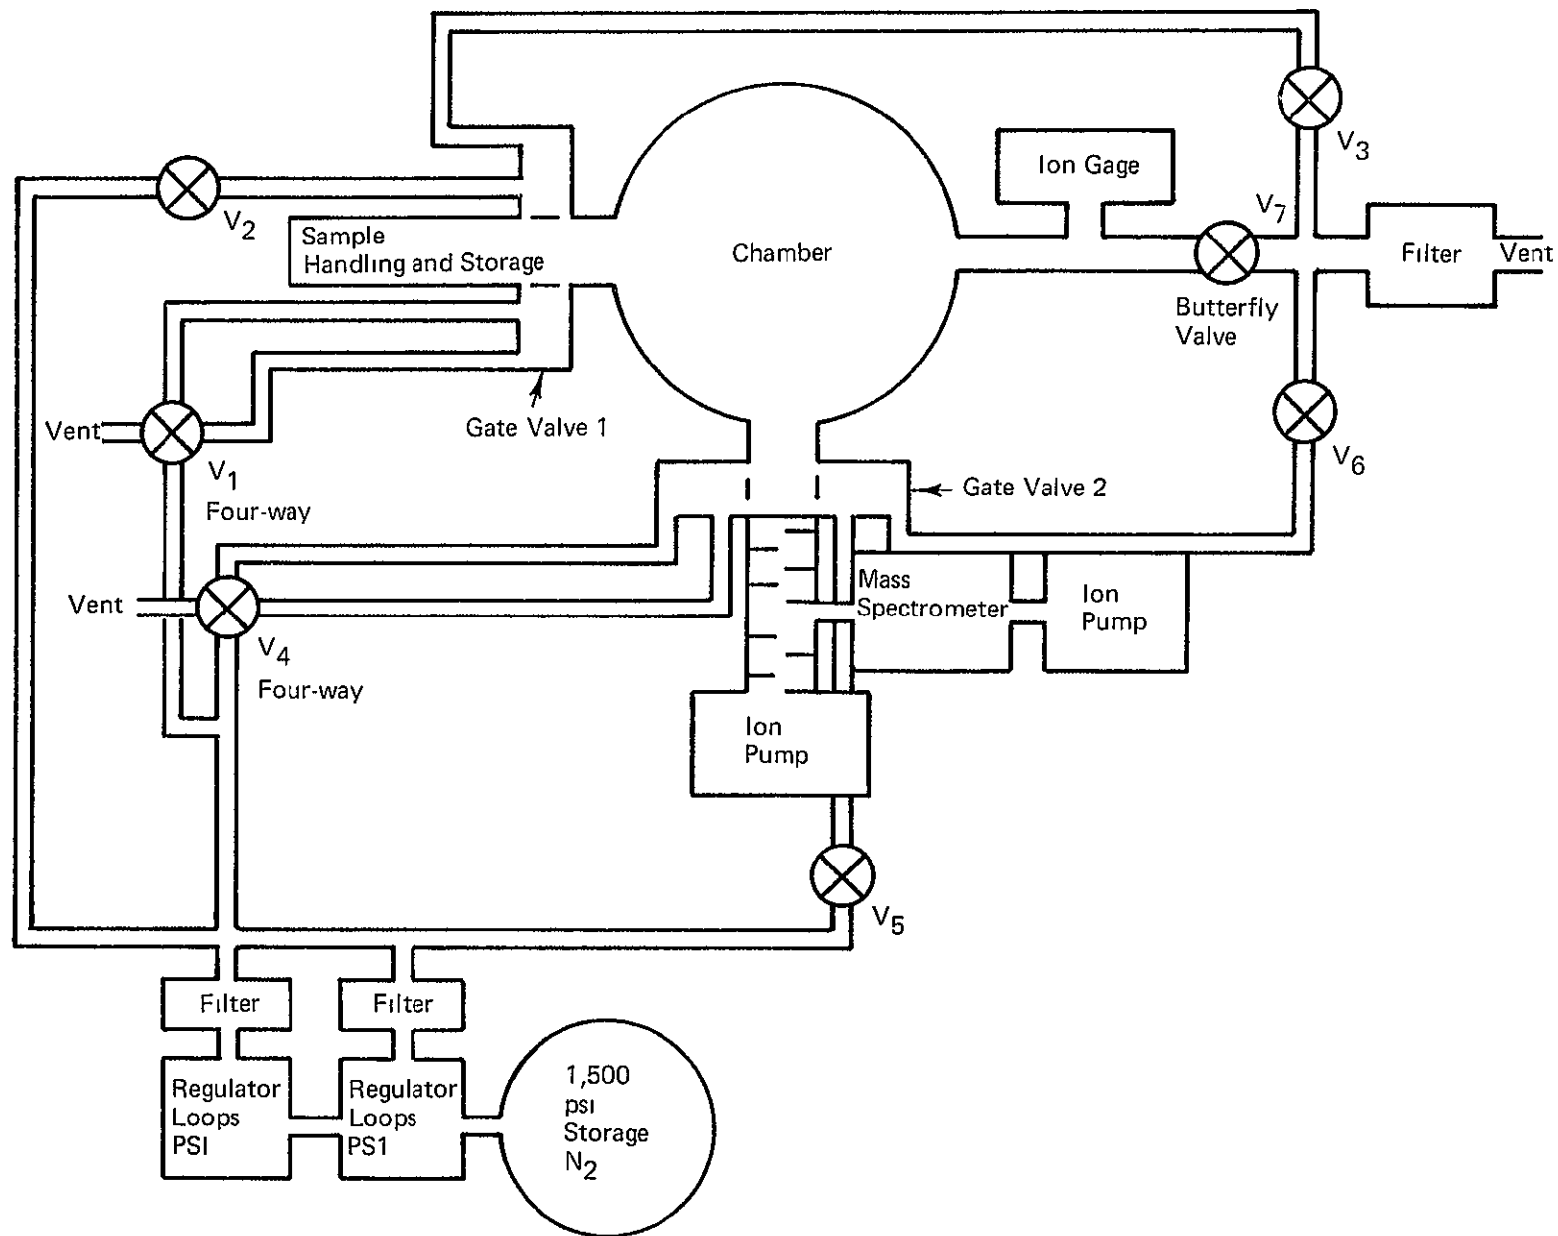 V3
Ion Gage
V7
V2
Sample
Handling and Storage
Chamber
Filter
Vent
Butterfly
Valve
Gate Valve 1
Vent
V1
Four-way
V6
Gate Valve 2
Vent
V4
Four-way
Mass
Spectrometer
Ion
Pump
Ion
Pump
V5
Filter
Filter
Regulator
Loops
PSI
Regulator
Loops
PS1
1,500
psi
Storage
N2